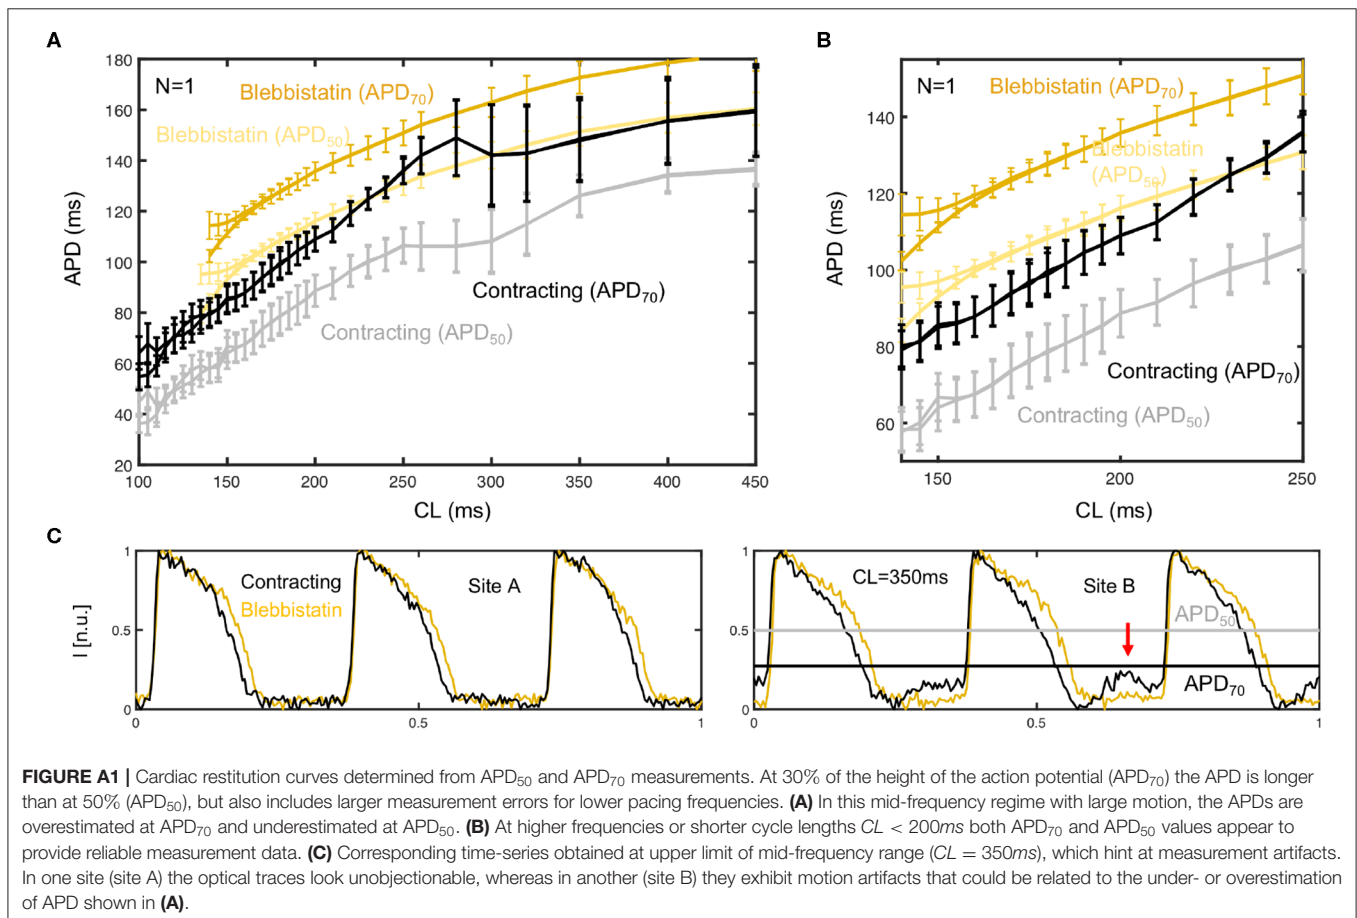 A
180
160
140
120
100
80
60
40
20
APD (ms)
N=1
Blebbistatin (APD70)
Blebbistatin (APD50)
Contracting (APD70)
Contracting (APD50)
100 150 200 250 300 350 400 450
CL (ms)
B
140
120
100
80
60
APD (ms)
N=1
Blebbistatin (APD70)
Blebbistatin
(APD50)
Contracting (APD70)
Contracting (APD50)
150 200 250
CL (ms)
C
1
0.5
0
I [n.u.]
Contracting
Blebbistatin
Site A
0 0.5 1
1
0.5
0
CL=350ms
Site B
APD50
APD70
0 0.5 1
FIGURE A1 | Cardiac restitution curves determined from APD50 and APD70 measurements. At 30% of the height of the action potential (APD70) the APD is longer
than at 50% (APD50), but also includes larger measurement errors for lower pacing frequencies. (A) In this mid-frequency regime with large motion, the APDs are
overestimated at APD70 and underestimated at APD50. (B) At higher frequencies or shorter cycle lengths CL < 200ms both APD70 and APD50 values appear to
provide reliable measurement data. (C) Corresponding time-series obtained at upper limit of mid-frequency range (CL = 350ms), which hint at measurement artifacts.
In one site (site A) the optical traces look unobjectionable, whereas in another (site B) they exhibit motion artifacts that could be related to the under- or overestimation
of APD shown in (A).